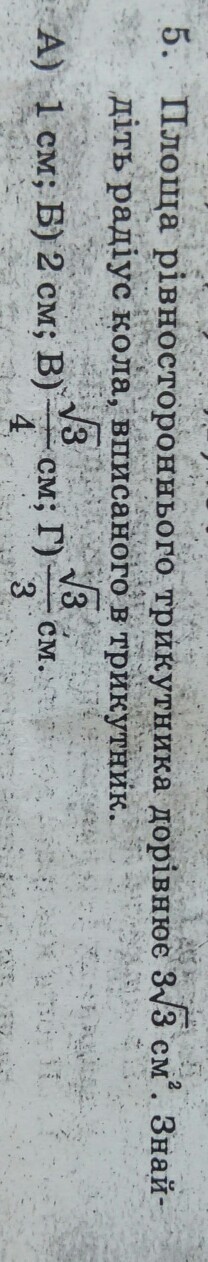 5. Площа рівностороннього трикутника дорівнює 3√3 см². Знай-
діть радіус кола, вписаного в трикутник.
А) 1 см; Б) 2 см; В) √3/4 см; Г) √3/3 см.